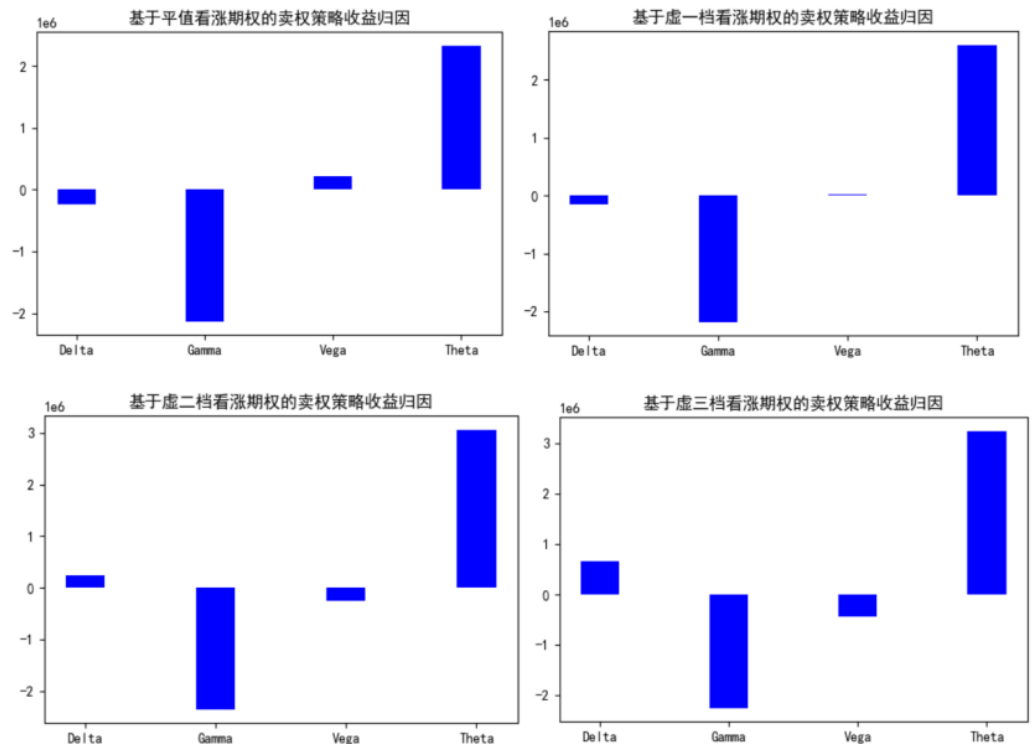 基于平值看涨期权的卖权策略收益归因
1e6
2
1
0
-1
-2
Delta Gamma Vega Theta
基于虚一档看涨期权的卖权策略收益归因
1e6
2
1
0
-1
-2
Delta Gamma Vega Theta
基于虚二档看涨期权的卖权策略收益归因
1e6
3
2
1
0
-1
-2
Delta Gamma Vega Theta
基于虚三档看涨期权的卖权策略收益归因
1e6
3
2
1
0
-1
-2
Delta Gamma Vega Theta